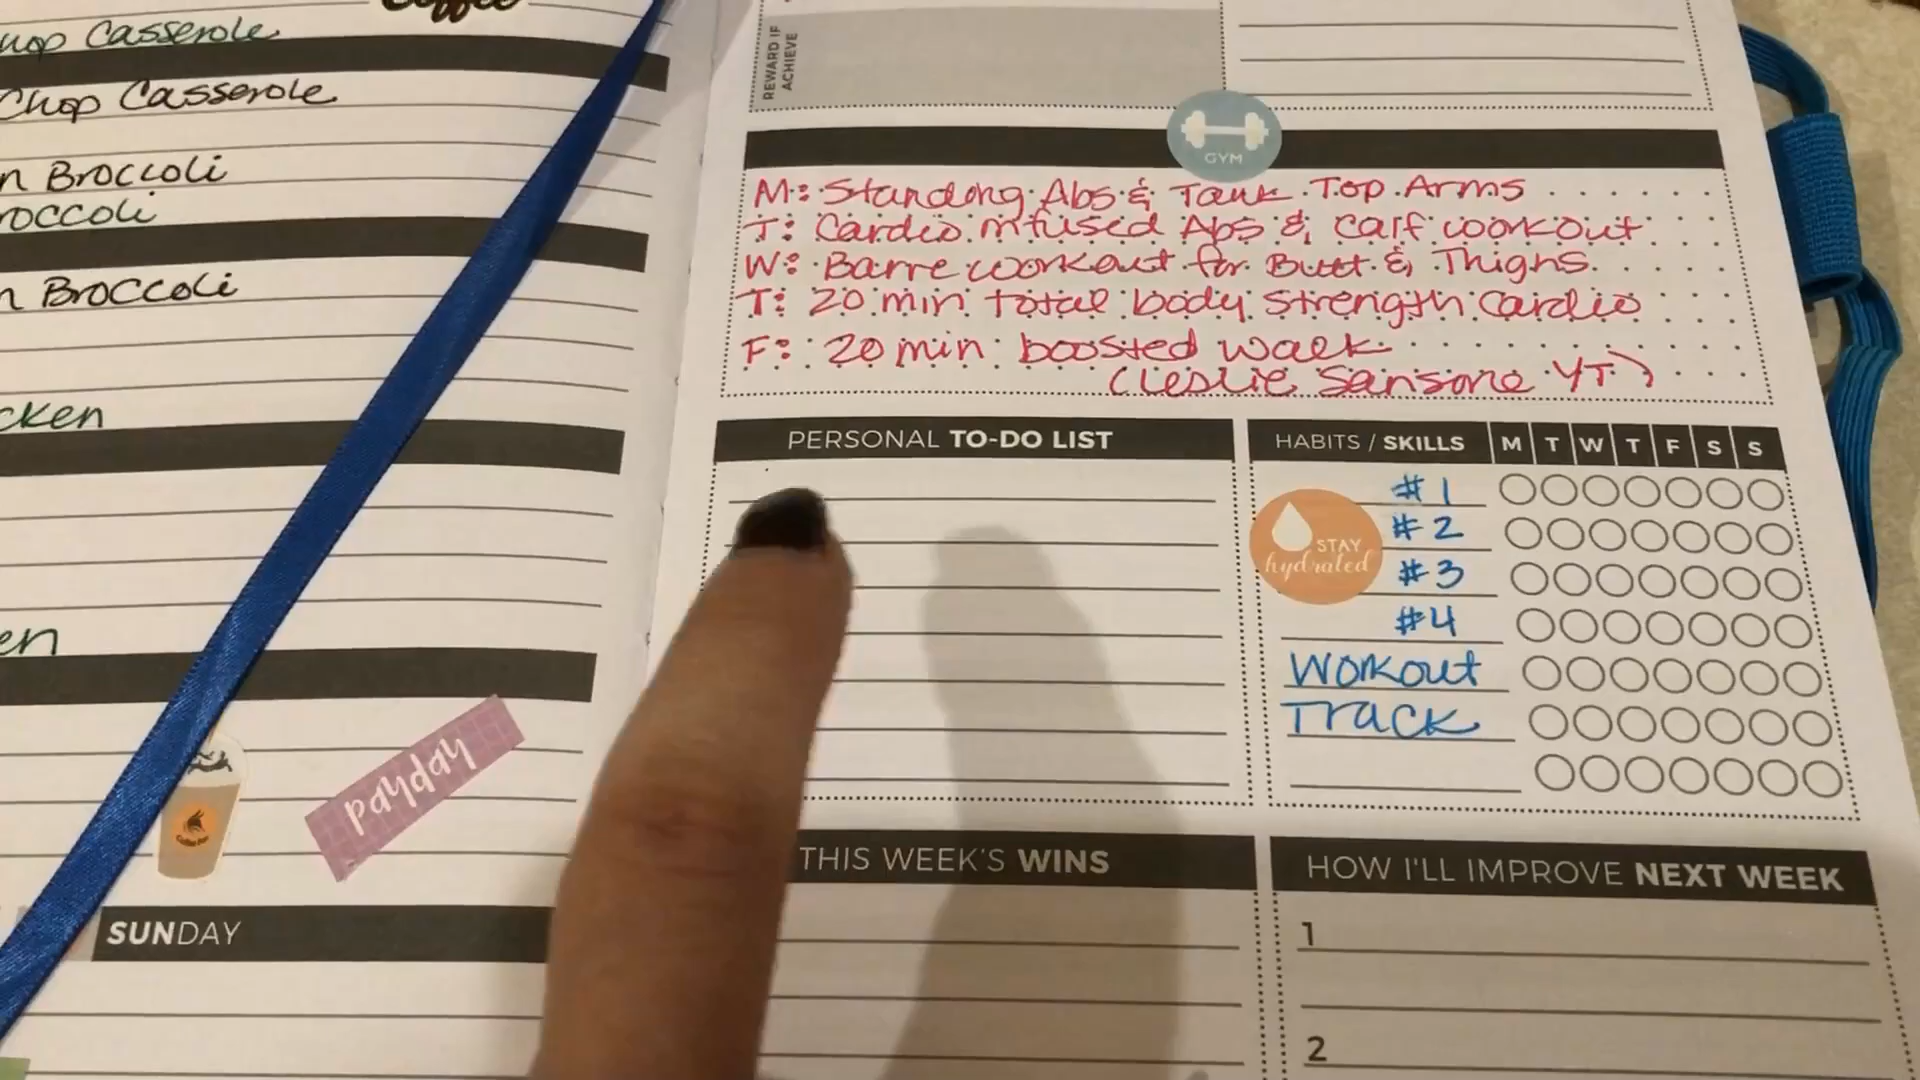 Coffee
Casserole
Chop Casserole
Broccoli
Broccoli
SUNDAY
payday
REWARD IF
ACHIEVE
GYM
M: Standing Abs & Tank Top Arms
T: Cardio infused Abs & Calf workout
W: Barre workout for Butt & Thighs
T: 20 min total body strength Cardio
F: 20 min boosted walk
(Leslie Sansone YT)
PERSONAL TO-DO LIST
HABITS / SKILLS M T W T F S S
STAY
hydrated
#1
#2
#3
#4
Workout
Track
THIS WEEK'S WINS
HOW I'LL IMPROVE NEXT WEEK
1
2